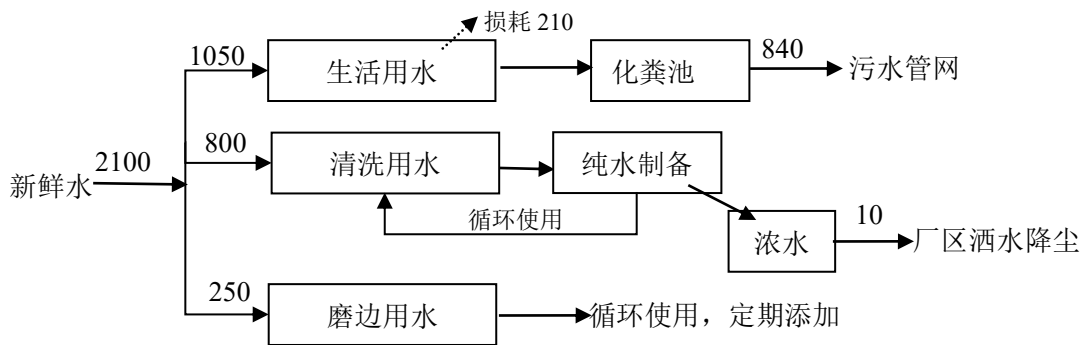 损耗 210
1050
生活用水
化粪池
840
污水管网
800
清洗用水
纯水制备
新鲜水
2100
循环使用
浓水
10
厂区洒水降尘
250
磨边用水
循环使用，定期添加